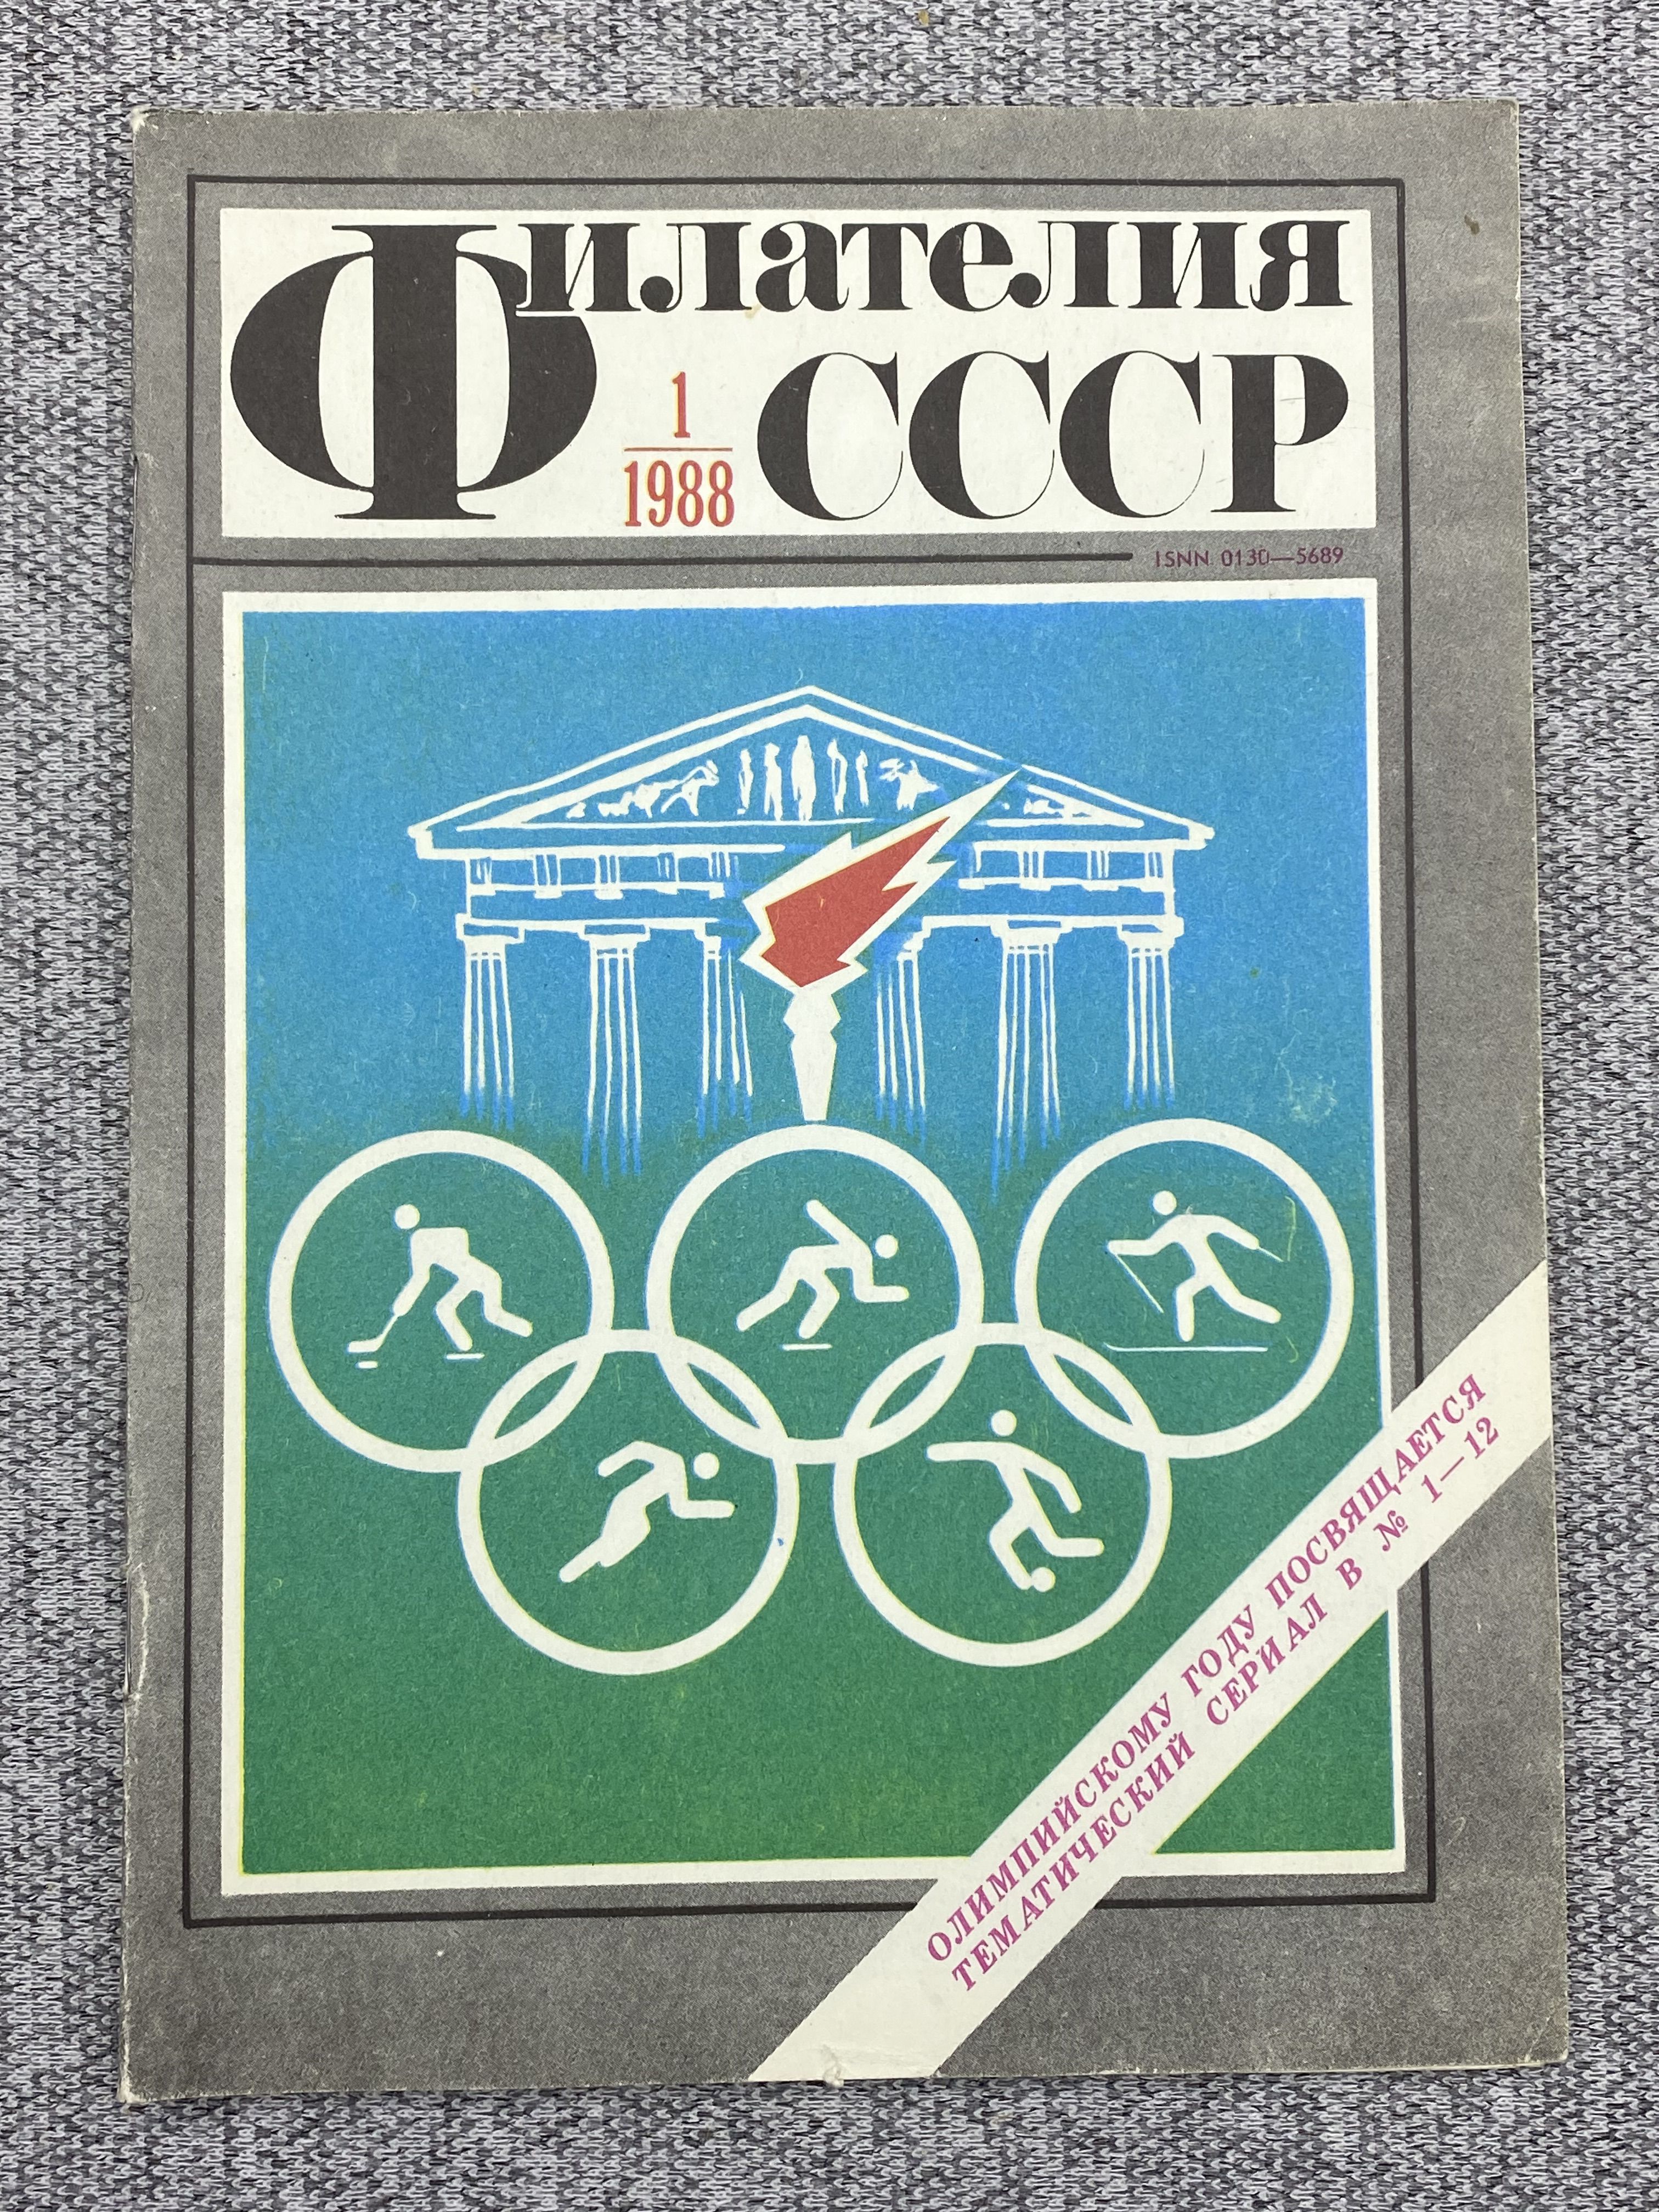 Филателия
1
1988
СССР
ISNN 0130—5689
ОЛИМПИЙСКОМУ ГОДУ ПОСВЯЩАЕТСЯ
ТЕМАТИЧЕСКИЙ СЕРИАЛ В № 1—12